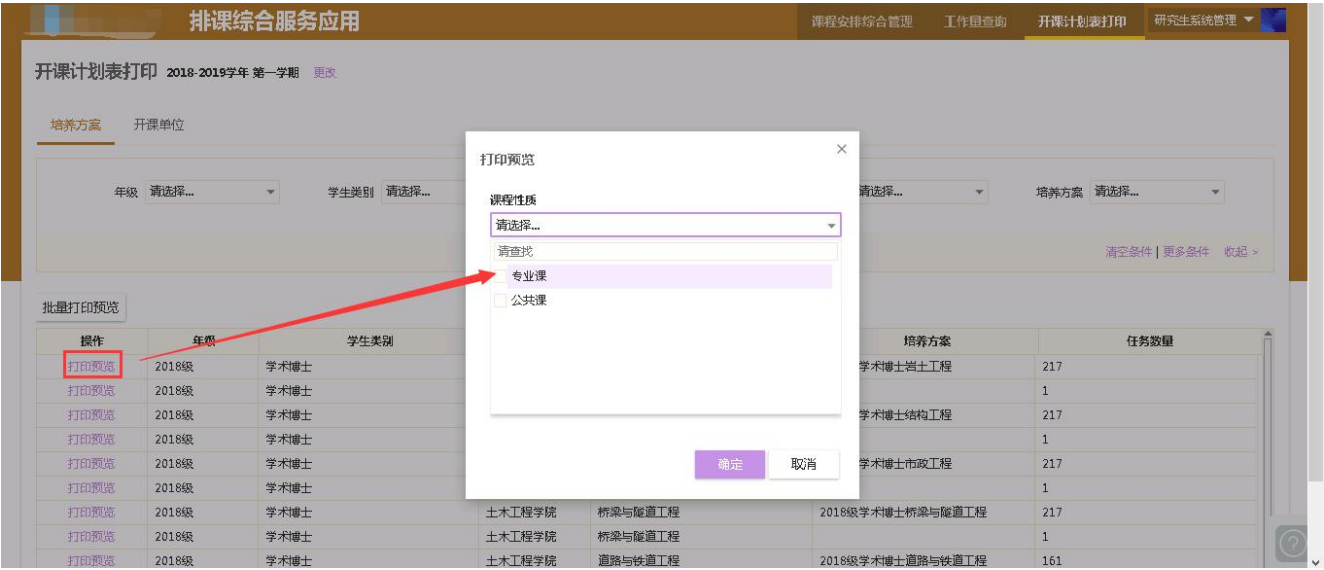 排课综合服务应用 课程安排综合管理 工作量查询 开课计划表打印 研究生系统管理
开课计划表打印 2018-2019学年 第一学期 更改
培养方案 开课单位
打印预览 ×
年级 请选择... 学生类别 请选择... 请选择... 培养方案 请选择...
课程性质
请选择...
请查找
清空条件 | 更多条件 收起 >
专业课
公共课
批量打印预览
操作 年级 学生类别 培养方案 任务数量
打印预览 2018级 学术博士 学术博士岩土工程 217
打印预览 2018级 学术博士 1
打印预览 2018级 学术博士 学术博士结构工程 217
打印预览 2018级 学术博士 1
打印预览 2018级 学术博士 学术博士市政工程 217
确定 取消
打印预览 2018级 学术博士 1
打印预览 2018级 学术博士 土木工程学院 桥梁与隧道工程 2018级学术博士桥梁与隧道工程 217
打印预览 2018级 学术博士 土木工程学院 桥梁与隧道工程 1
打印预览 2018级 学术博士 土木工程学院 道路与铁道工程 2018级学术博士道路与铁道工程 161